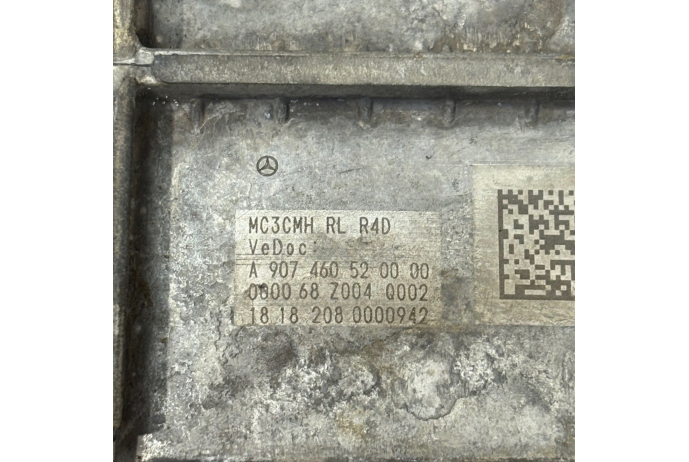 MC3CMH RL R4D
VeDoc:
A 907 460 52 00 00
0000 68 Z004 Q002
18 18 208 0000942